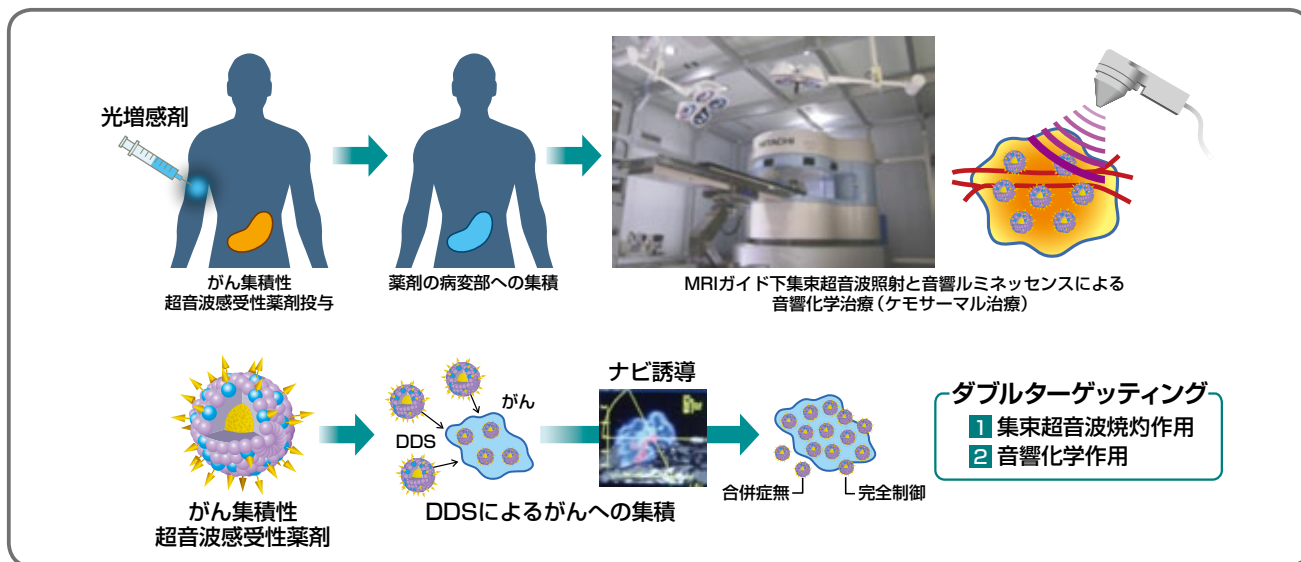 光増感剤
がん集積性
超音波感受性薬剤投与
薬剤の病変部への集積
HITACHI
MRIガイド下集束超音波照射と音響ルミネッセンスによる
音響化学治療（ケモサーマル治療）
がん集積性
超音波感受性薬剤
DDS
がん
DDSによるがんへの集積
ナビ誘導
合併症無
完全制御
ダブルターゲッティング
1 集束超音波焼灼作用
2 音響化学作用